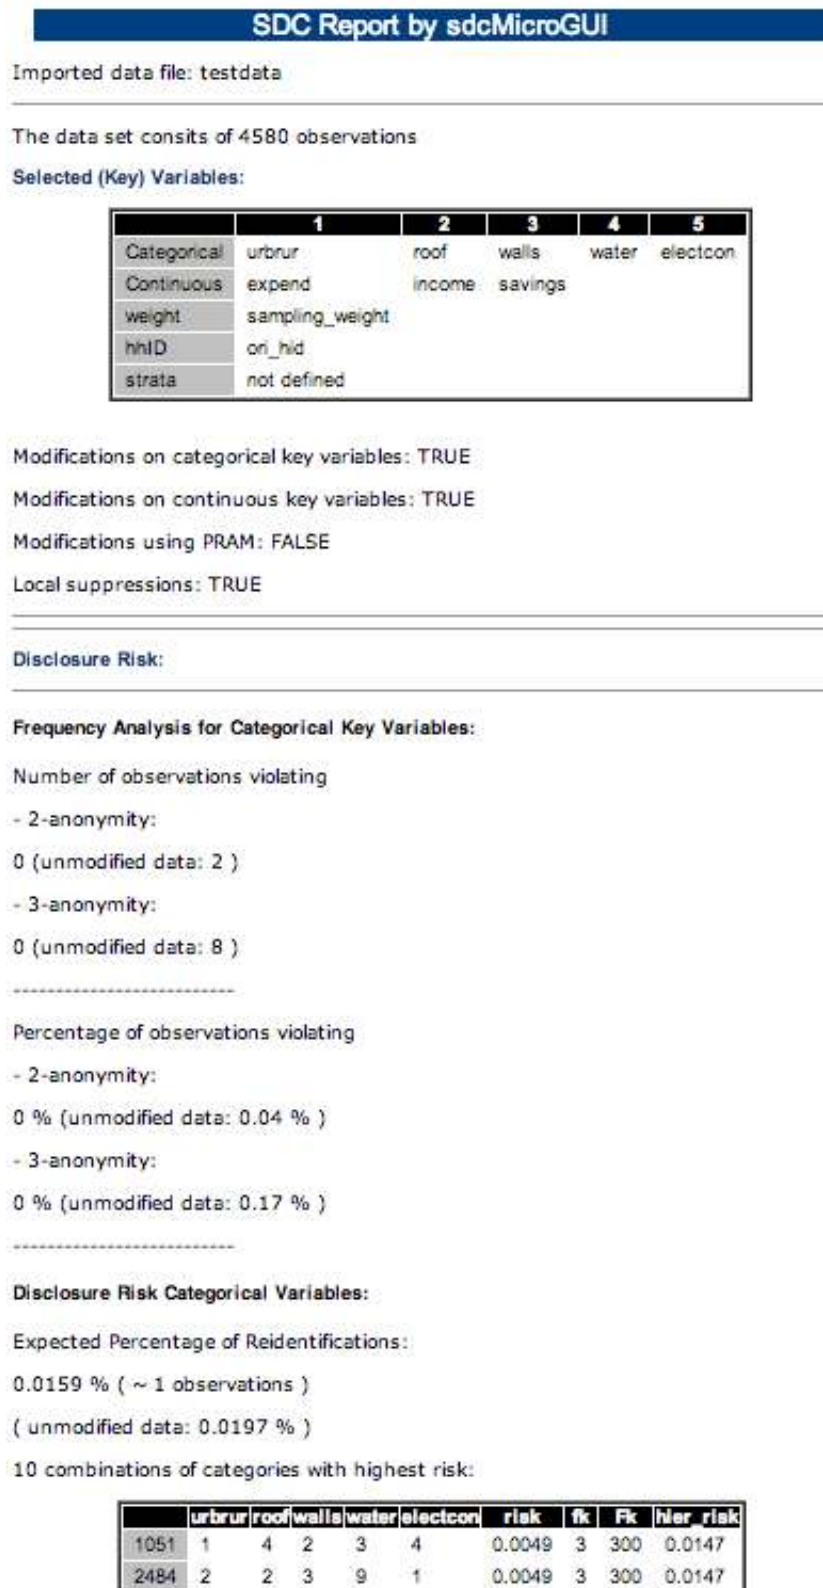 SDC Report by sdcMicroGUI
Imported data file: testdata
The data set consits of 4580 observations
Selected (Key) Variables:
1 2 3 4 5
Categorical urbrur roof walls water electcon
Continuous expend income savings
weight sampling_weight
hhID ori_hid
strata not defined
Modifications on categorical key variables: TRUE
Modifications on continuous key variables: TRUE
Modifications using PRAM: FALSE
Local suppressions: TRUE
Disclosure Risk:
Frequency Analysis for Categorical Key Variables:
Number of observations violating
- 2-anonymity:
0 (unmodified data: 2 )
- 3-anonymity:
0 (unmodified data: 8 )
---------------------------
Percentage of observations violating
- 2-anonymity:
0 % (unmodified data: 0.04 % )
- 3-anonymity:
0 % (unmodified data: 0.17 % )
---------------------------
Disclosure Risk Categorical Variables:
Expected Percentage of Reidentifications:
0.0159 % ( ~ 1 observations )
( unmodified data: 0.0197 % )
10 combinations of categories with highest risk:
urbrur roof walls water electcon risk fk Fk hier_risk
1051 1 4 2 3 4 0.0049 3 300 0.0147
2484 2 2 3 9 1 0.0049 3 300 0.0147